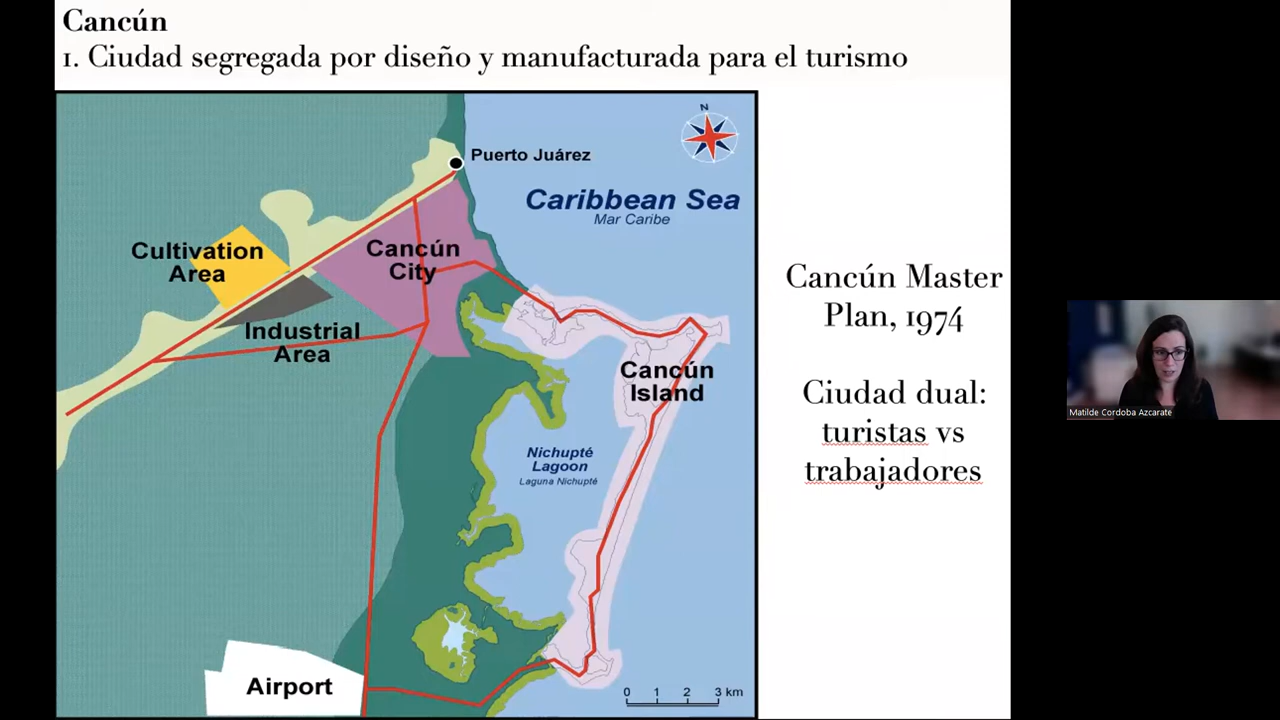 Cancún
1. Ciudad segregada por diseño y manufacturada para el turismo
N
Puerto Juárez
Caribbean Sea
Mar Caribe
Cultivation
Area
Cancún
City
Industrial
Area
Cancún
Island
Nichupté
Lagoon
Laguna Nichupté
Airport
0 1 2 3 km
Cancún Master
Plan, 1974
Ciudad dual:
turistas vs
trabajadores
Matilde Cordoba Azcarate